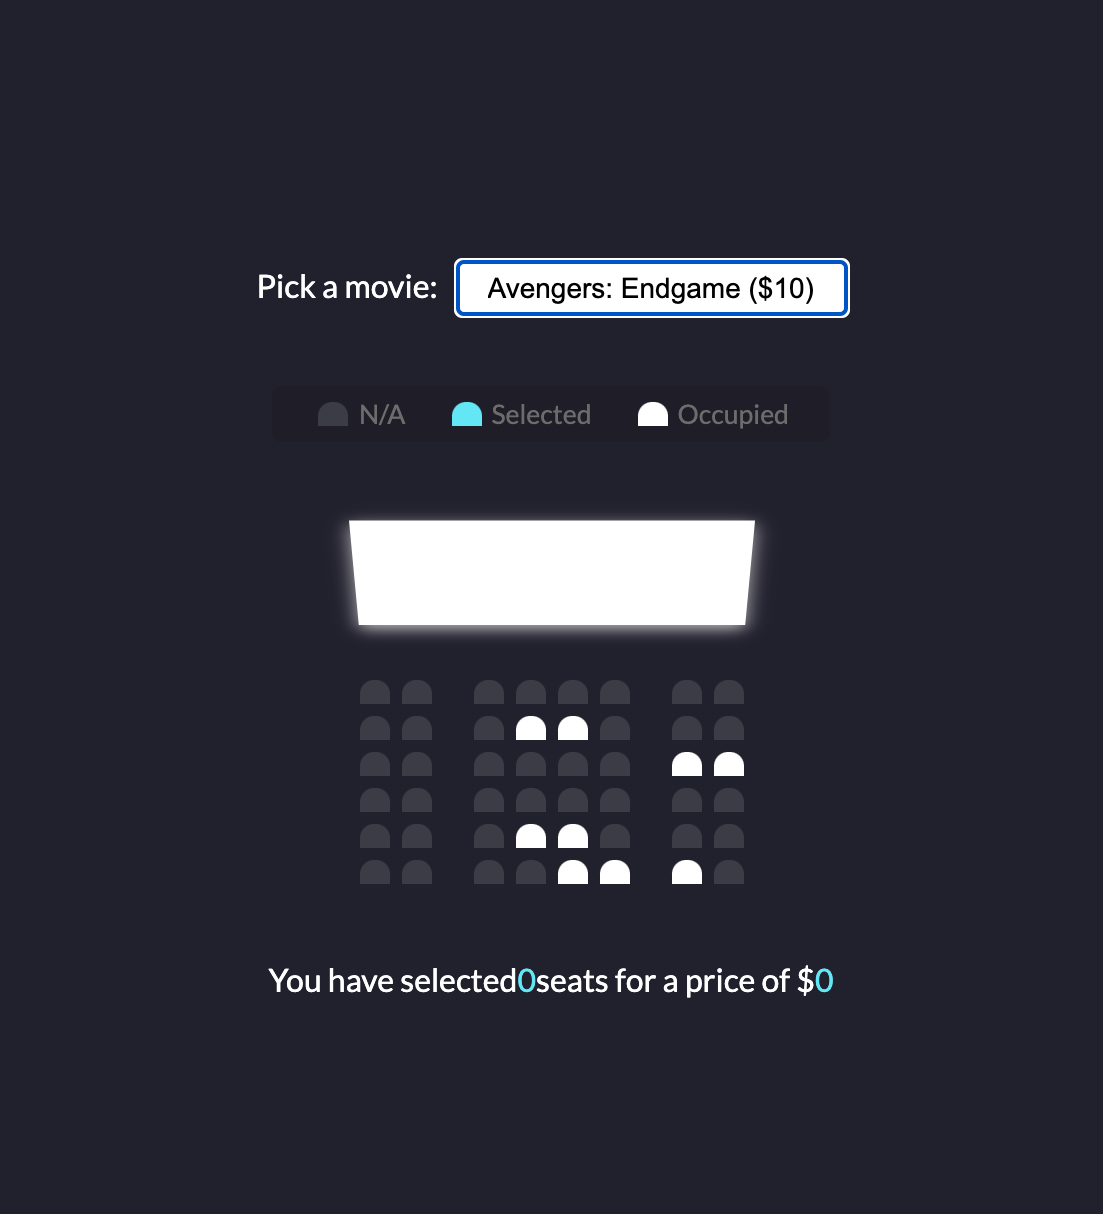 Pick a movie: Avengers: Endgame ($10)
N/A Selected Occupied
You have selected0seats for a price of $0